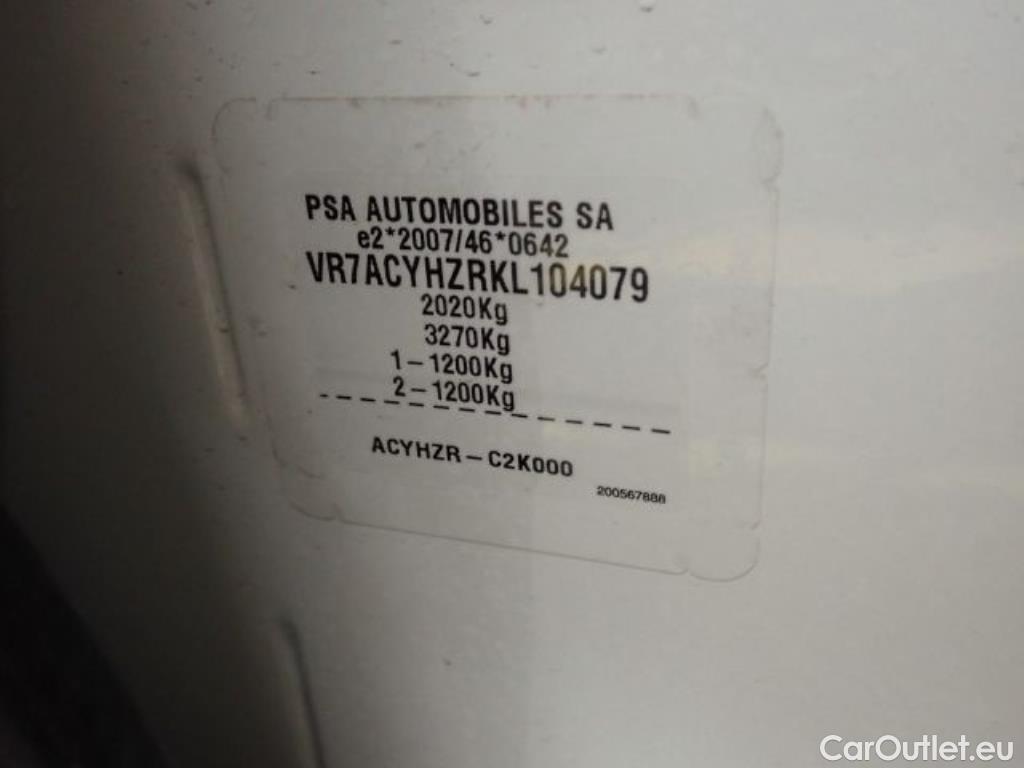 PSA AUTOMOBILES SA
e2*2007/46*0642
VR7ACYHZRKL104079
2020Kg
3270Kg
1-1200Kg
2-1200Kg
ACYHZR-C2K000
200567888
CarOutlet.eu